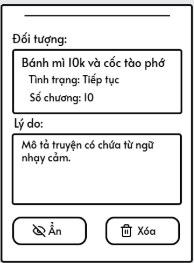 Đối tượng:
Bánh mì 10k và cốc tào phớ
Tình trạng: Tiếp tục
Số chương: 10
Lý do:
Mô tả truyện có chứa từ ngữ
nhạy cảm.
Ẩn
Xóa